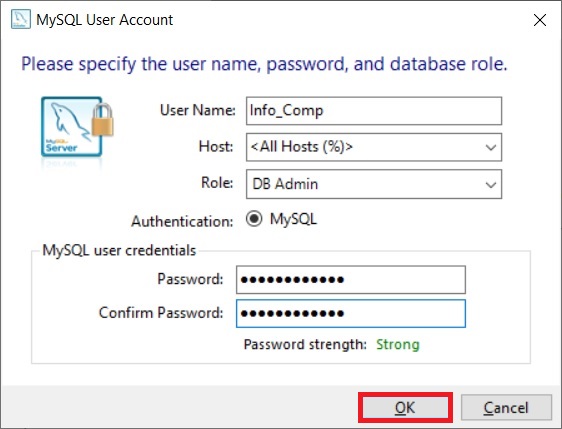 MySQL User Account
Please specify the user name, password, and database role.
User Name: Info_Comp
Host: <All Hosts (%)>
Role: DB Admin
Authentication: MySQL
MySQL Server
MySQL user credentials
Password: ●●●●●●●●●●●●
Confirm Password: ●●●●●●●●●●●●
Password strength: Strong
OK Cancel